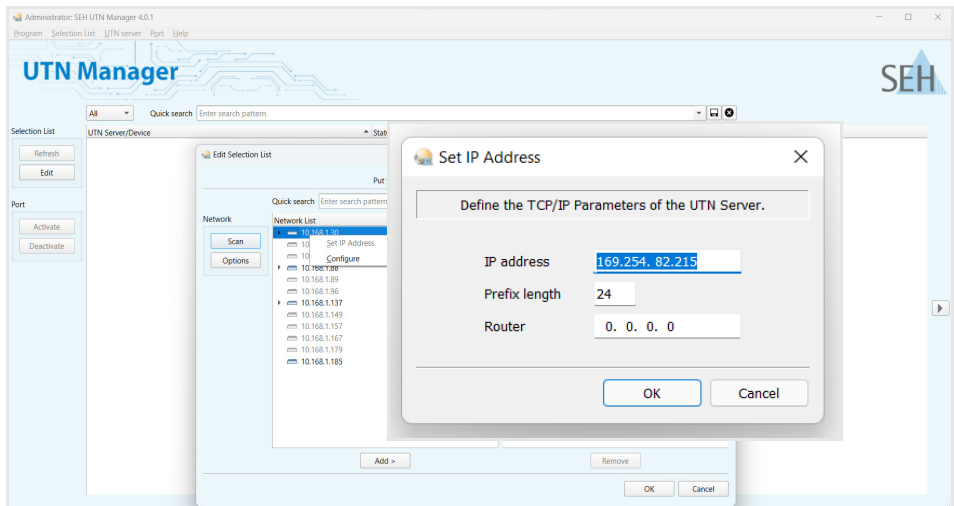 Administrator: SEH UTN Manager 4.0.1
Program Selection List UTN server Port Help
UTN Manager
SEH
All
Quick search
Enter search pattern
Selection List
UTN Server/Device
Refresh
Edit
Port
Activate
Deactivate
Edit Selection List
Put
Quick search
Enter search pattern
Network
Network List
Scan
Options
10.168.1.30
10
10
10.168.1.88
10.168.1.89
10.168.1.96
10.168.1.137
10.168.1.149
10.168.1.157
10.168.1.167
10.168.1.179
10.168.1.185
Set IP Address
Configure
Add >
Remove
OK
Cancel
Set IP Address
Define the TCP/IP Parameters of the UTN Server.
IP address
169.254. 82.215
Prefix length
24
Router
0. 0. 0. 0
OK
Cancel